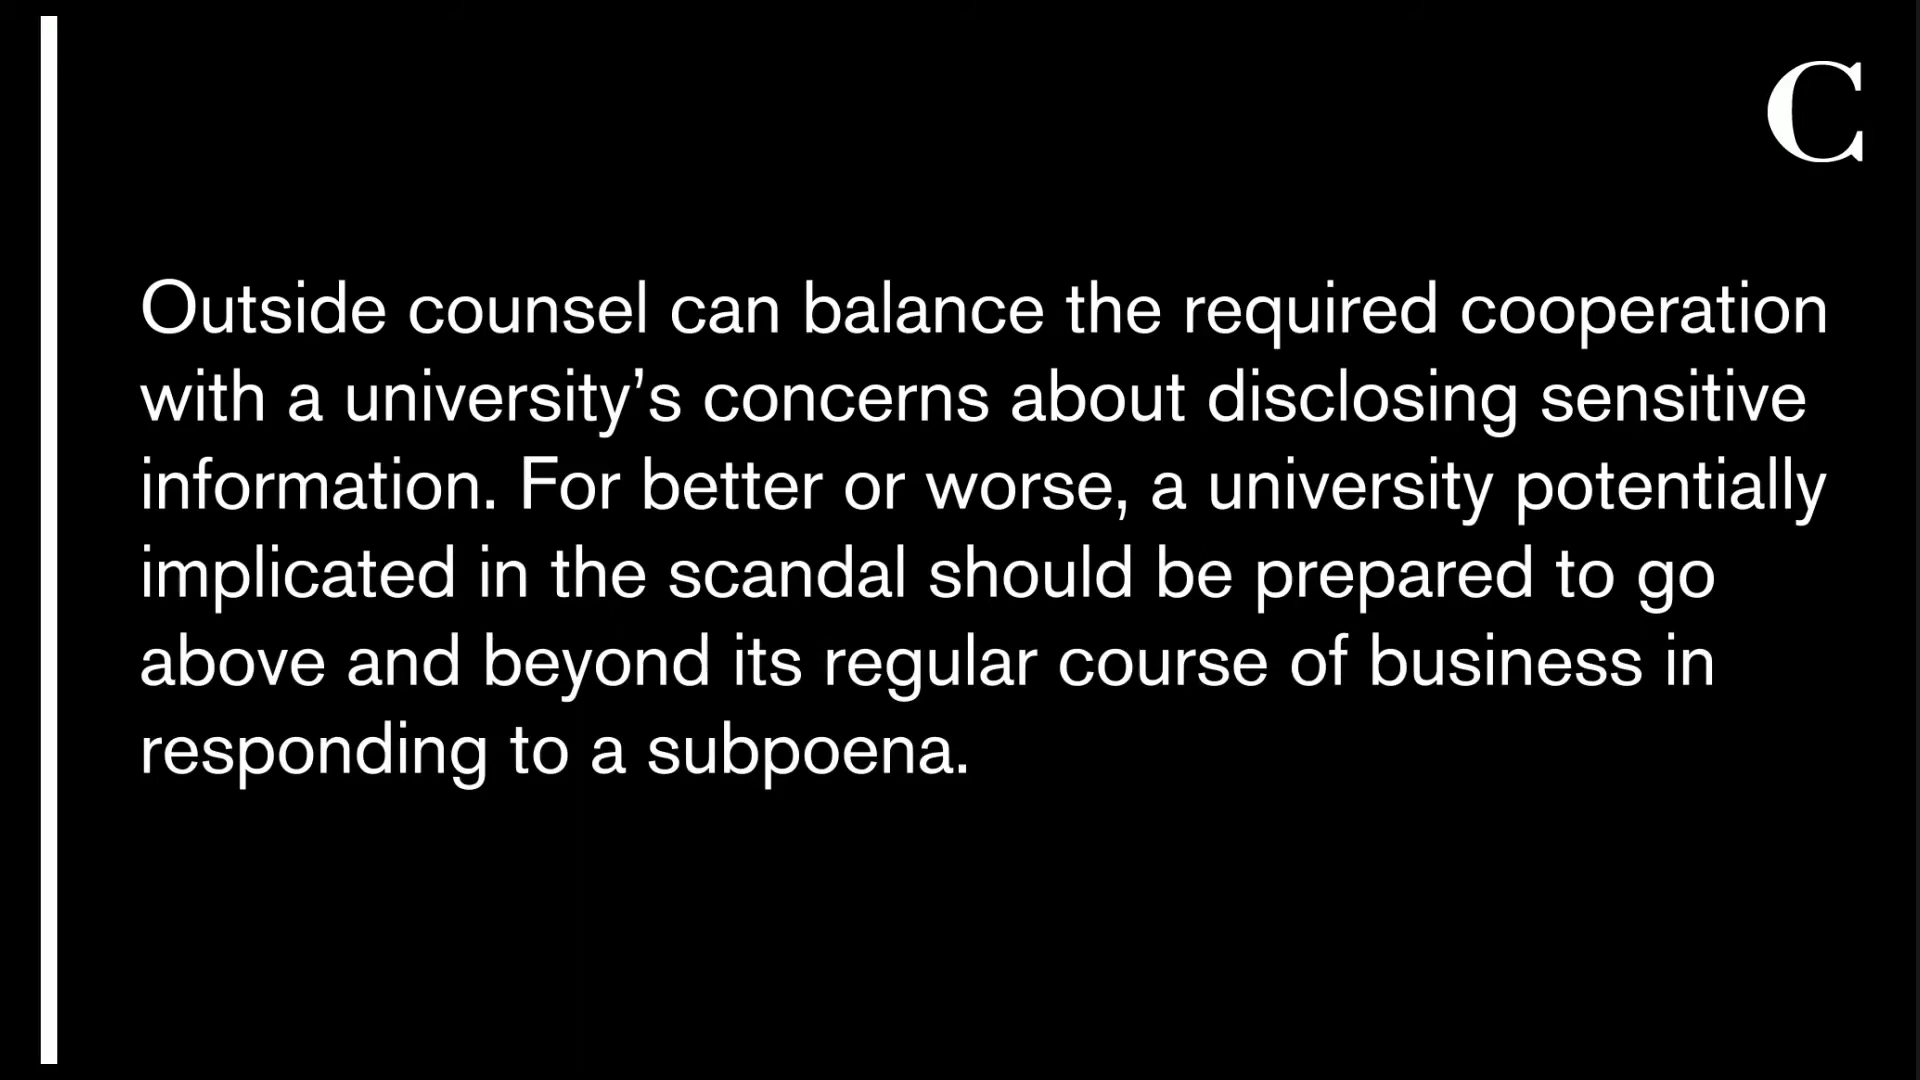 C
Outside counsel can balance the required cooperation
with a university’s concerns about disclosing sensitive
information. For better or worse, a university potentially
implicated in the scandal should be prepared to go
above and beyond its regular course of business in
responding to a subpoena.